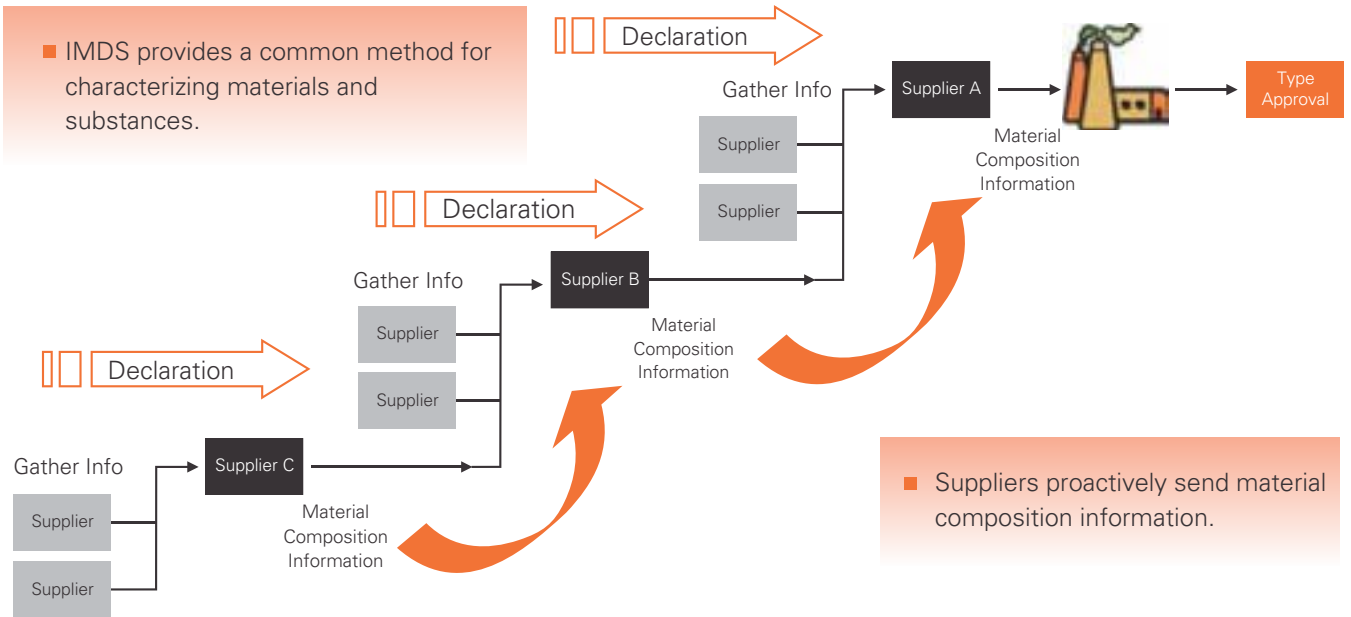 ■ IMDS provides a common method for
characterizing materials and
substances.
Declaration
Gather Info
Supplier
Supplier
Supplier A
Type
Approval
Material
Composition
Information
Declaration
Gather Info
Supplier
Supplier
Supplier B
Material
Composition
Information
Declaration
Gather Info
Supplier
Supplier
Supplier C
Material
Composition
Information
■ Suppliers proactively send material
composition information.